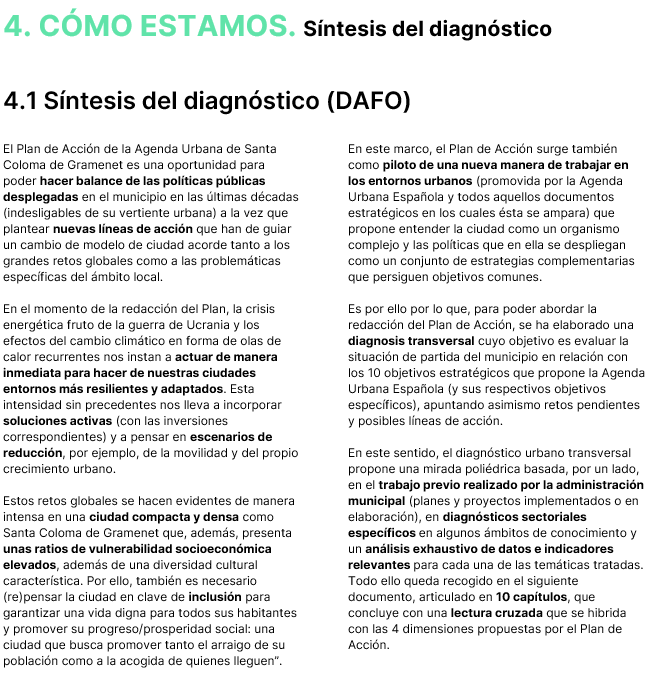 4. CÓMO ESTAMOS. Síntesis del diagnóstico
4.1 Síntesis del diagnóstico (DAFO)
El Plan de Acción de la Agenda Urbana de Santa
Coloma de Gramenet es una oportunidad para
poder hacer balance de las políticas públicas
desplegadas en el municipio en las últimas décadas
(indesligables de su vertiente urbana) a la vez que
plantear nuevas líneas de acción que han de guiar
un cambio de modelo de ciudad acorde tanto a los
grandes retos globales como a las problemáticas
específicas del ámbito local.
En el momento de la redacción del Plan, la crisis
energética fruto de la guerra de Ucrania y los
efectos del cambio climático en forma de olas de
calor recurrentes nos instan a actuar de manera
inmediata para hacer de nuestras ciudades
entornos más resilientes y adaptados. Esta
intensidad sin precedentes nos lleva a incorporar
soluciones activas (con las inversiones
correspondientes) y a pensar en escenarios de
reducción, por ejemplo, de la movilidad y del propio
crecimiento urbano.
Estos retos globales se hacen evidentes de manera
intensa en una ciudad compacta y densa como
Santa Coloma de Gramenet que, además, presenta
unas ratios de vulnerabilidad socioeconómica
elevados, además de una diversidad cultural
característica. Por ello, también es necesario
(re)pensar la ciudad en clave de inclusión para
garantizar una vida digna para todos sus habitantes
y promover su progreso/prosperidad social: una
ciudad que busca promover tanto el arraigo de su
población como a la acogida de quienes lleguen”.
En este marco, el Plan de Acción surge también
como piloto de una nueva manera de trabajar en
los entornos urbanos (promovida por la Agenda
Urbana Española y todos aquellos documentos
estratégicos en los cuales ésta se ampara) que
propone entender la ciudad como un organismo
complejo y las políticas que en ella se despliegan
como un conjunto de estrategias complementarias
que persiguen objetivos comunes.
Es por ello por lo que, para poder abordar la
redacción del Plan de Acción, se ha elaborado una
diagnosis transversal cuyo objetivo es evaluar la
situación de partida del municipio en relación con
los 10 objetivos estratégicos que propone la Agenda
Urbana Española (y sus respectivos objetivos
específicos), apuntando asimismo retos pendientes
y posibles líneas de acción.
En este sentido, el diagnóstico urbano transversal
propone una mirada poliédrica basada, por un lado,
en el trabajo previo realizado por la administración
municipal (planes y proyectos implementados o en
elaboración), en diagnósticos sectoriales
específicos en algunos ámbitos de conocimiento y
un análisis exhaustivo de datos e indicadores
relevantes para cada una de las temáticas tratadas.
Todo ello queda recogido en el siguiente
documento, articulado en 10 capítulos, que
concluye con una lectura cruzada que se hibrida
con las 4 dimensiones propuestas por el Plan de
Acción.